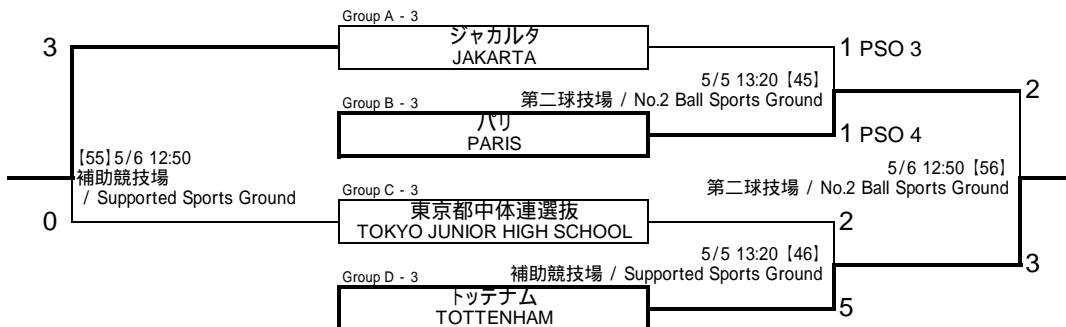 Group A - 3
3
ジャカルタ
JAKARTA
1 PSO 3
5/5 13:20【45】
第二球技場 / No.2 Ball Sports Ground
2
Group B - 3
パリ
PARIS
1 PSO 4
【55】5/6 12:50
補助競技場
/ Supported Sports Ground
5/6 12:50【56】
第二球技場 / No.2 Ball Sports Ground
0
Group C - 3
東京都中体連選抜
TOKYO JUNIOR HIGH SCHOOL
2
5/5 13:20【46】
補助競技場 / Supported Sports Ground
3
Group D - 3
トッテナム
TOTTENHAM
5